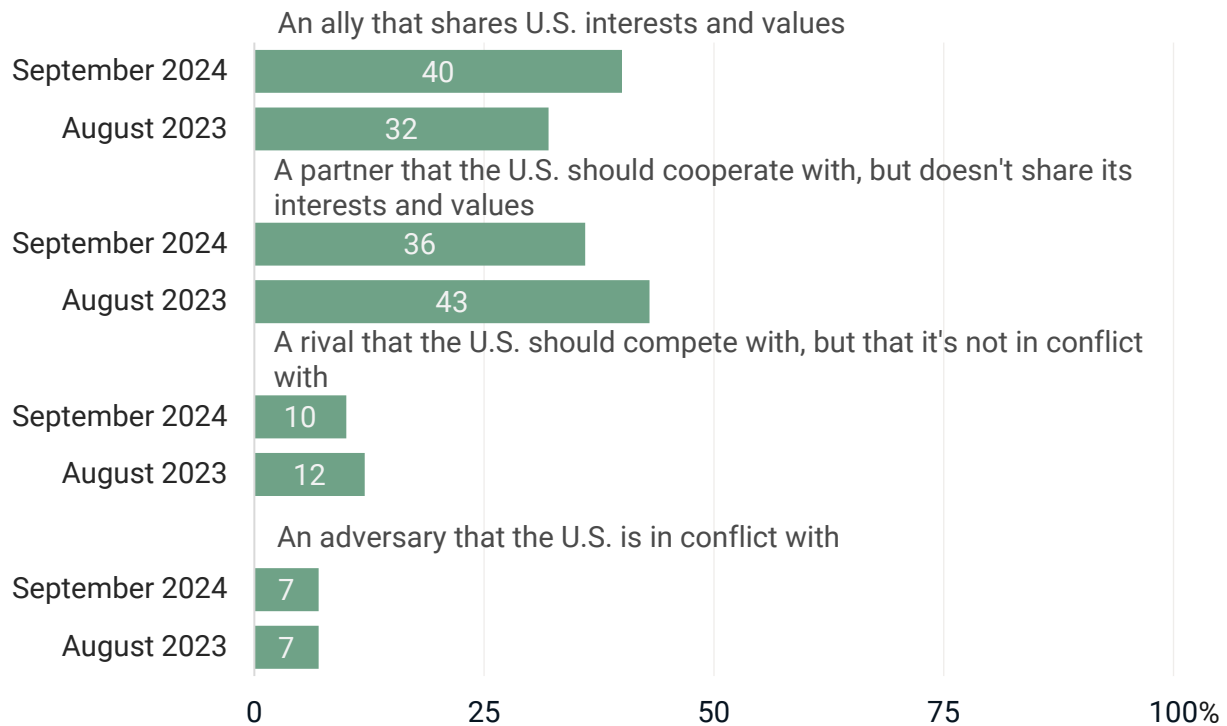 An ally that shares U.S. interests and values
September 2024
40
August 2023
32
A partner that the U.S. should cooperate with, but doesn't share its
interests and values
September 2024
36
August 2023
43
A rival that the U.S. should compete with, but that it's not in conflict
with
September 2024
10
August 2023
12
An adversary that the U.S. is in conflict with
September 2024
7
August 2023
7
0 25 50 75 100%